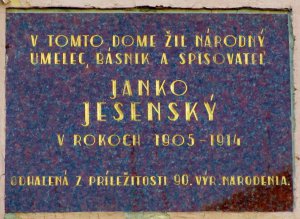 V TOMTO DOME ŽIL NÁRODNÝ
UMELEC, BÁSNIK A SPISOVATEĽ
JANKO
JESENSKÝ
V ROKOCH 1905-1914
ODHALENÁ Z PRÍLEŽITOSTI 90. VÝR. NARODENIA.